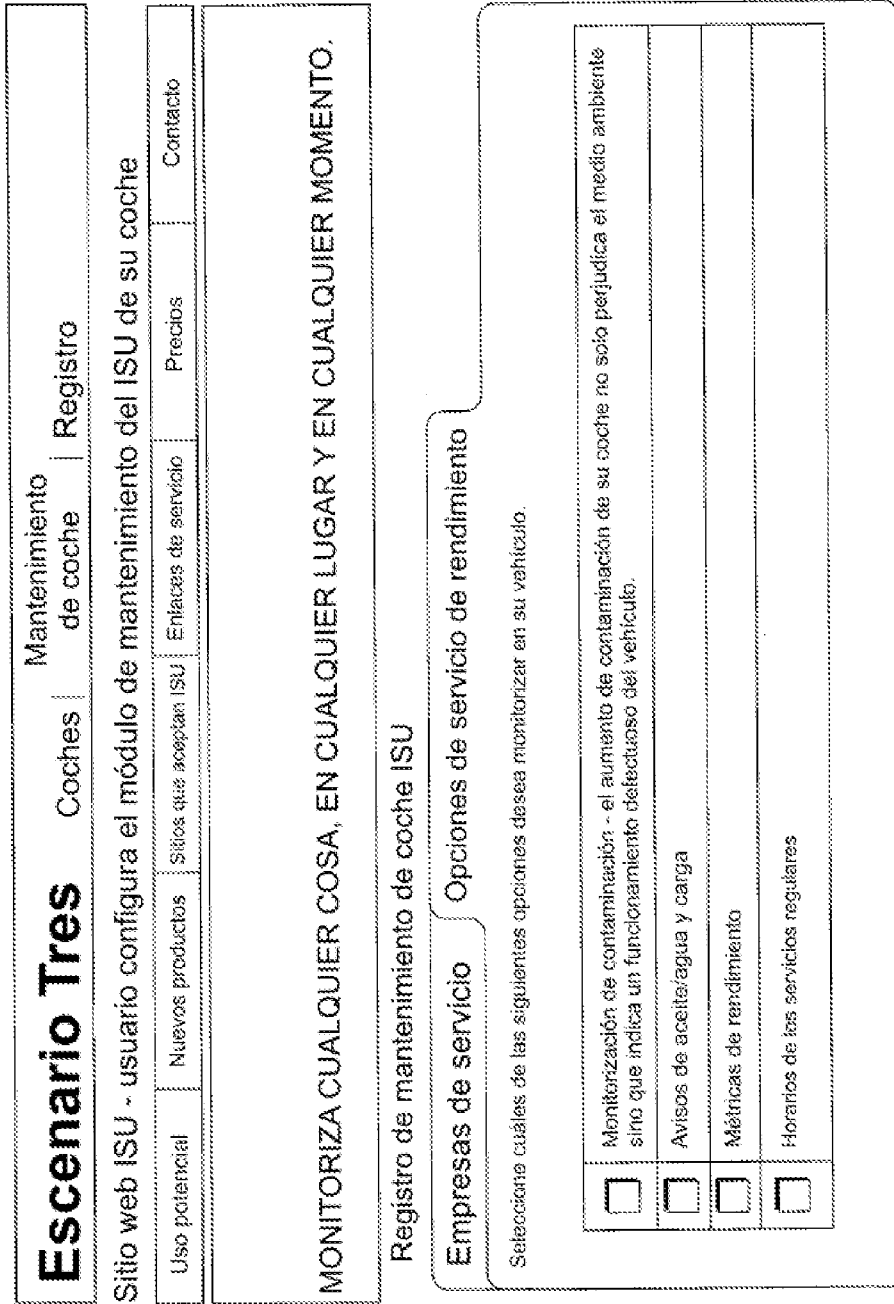 Escenario Tres Coches | Mantenimiento de coche | Registro
Sitio web ISU - usuario configura el módulo de mantenimiento del ISU de su coche
Uso potencial Nuevos productos Sitios que aceptan ISU Enlaces de servicio Precios Contacto
MONITORIZA CUALQUIER COSA, EN CUALQUIER LUGAR Y EN CUALQUIER MOMENTO.
Registro de mantenimiento de coche ISU
Empresas de servicio Opciones de servicio de rendimiento
Seleccione cuáles de las siguientes opciones desea monitorizar en su vehículo.
Monitorización de contaminación - el aumento de contaminación de su coche no solo perjudica el medio ambiente
sino que indica un funcionamiento defectuoso del vehículo.
Avisos de aceite/agua y carga
Métricas de rendimiento
Horarios de los servicios regulares